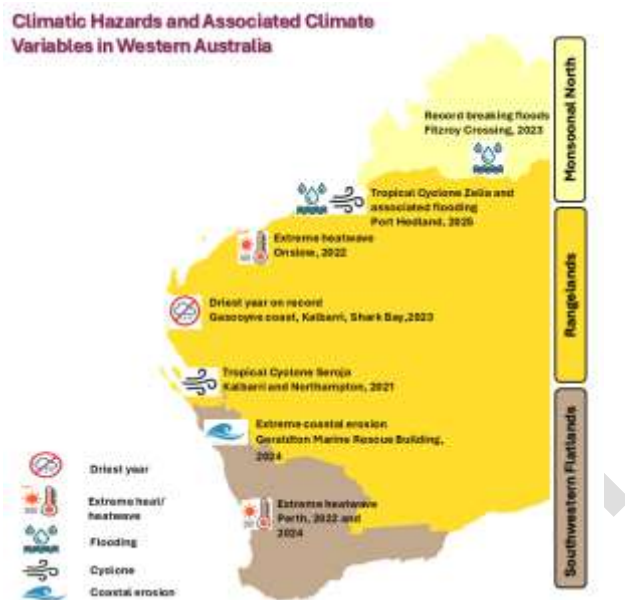 Climatic Hazards and Associated Climate
Variables in Western Australia
Record breaking floods
Fitzroy Crossing, 2023
Monsoonal North
Tropical Cyclone Zelia and
associated flooding
Port Hedland, 2025
Extreme heatwave
Onslow, 2022
Rangelands
Driest year on record
Gascoyne coast, Kalbarri, Shark Bay,2023
Tropical Cyclone Seroja
Kalbarri and Northampton, 2021
Extreme coastal erosion
Geraldton Marine Rescue Building,
2024
Southwestern Flatlands
Extreme heatwave
Perth, 2022 and
2024
Driest year
Extreme heat/
heatwave
Flooding
Cyclone
Coastal erosion